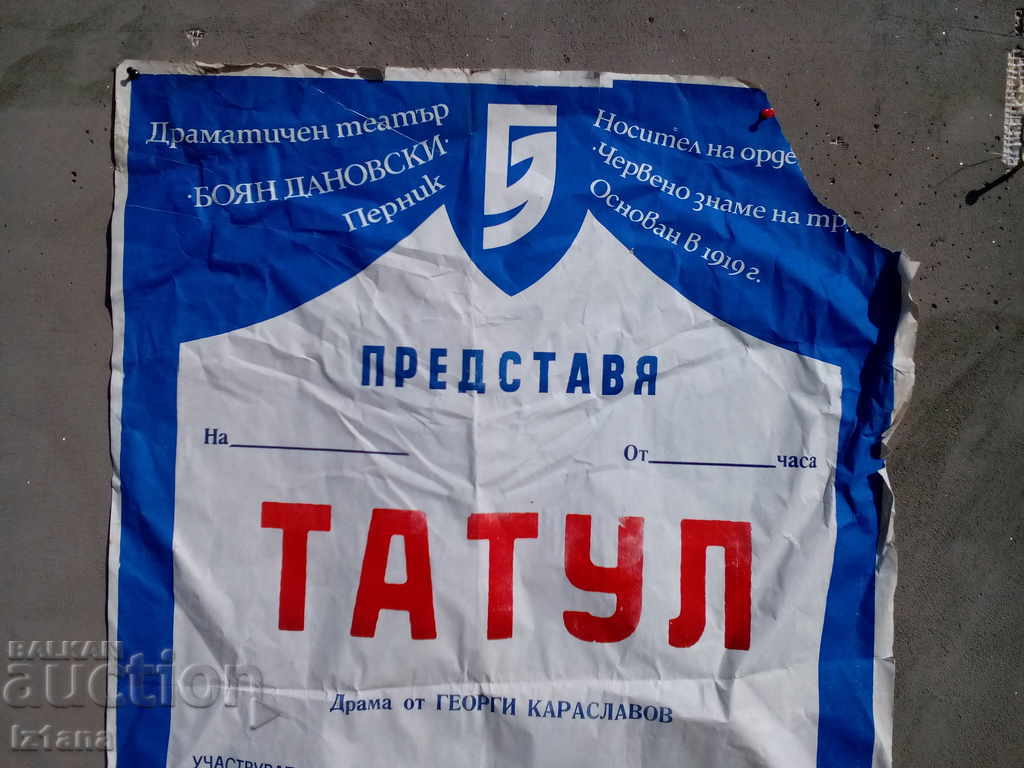 Драматичен театър
·БОЯН ДАНОВСКИ·
Перник
Носител на орде
·Червено знаме на тр
Основан в 1919 г.
ПРЕДСТАВЯ
На От часа
ТАТУЛ
Драма от ГЕОРГИ КАРАСЛАВОВ
BALKAN
auction
iztana